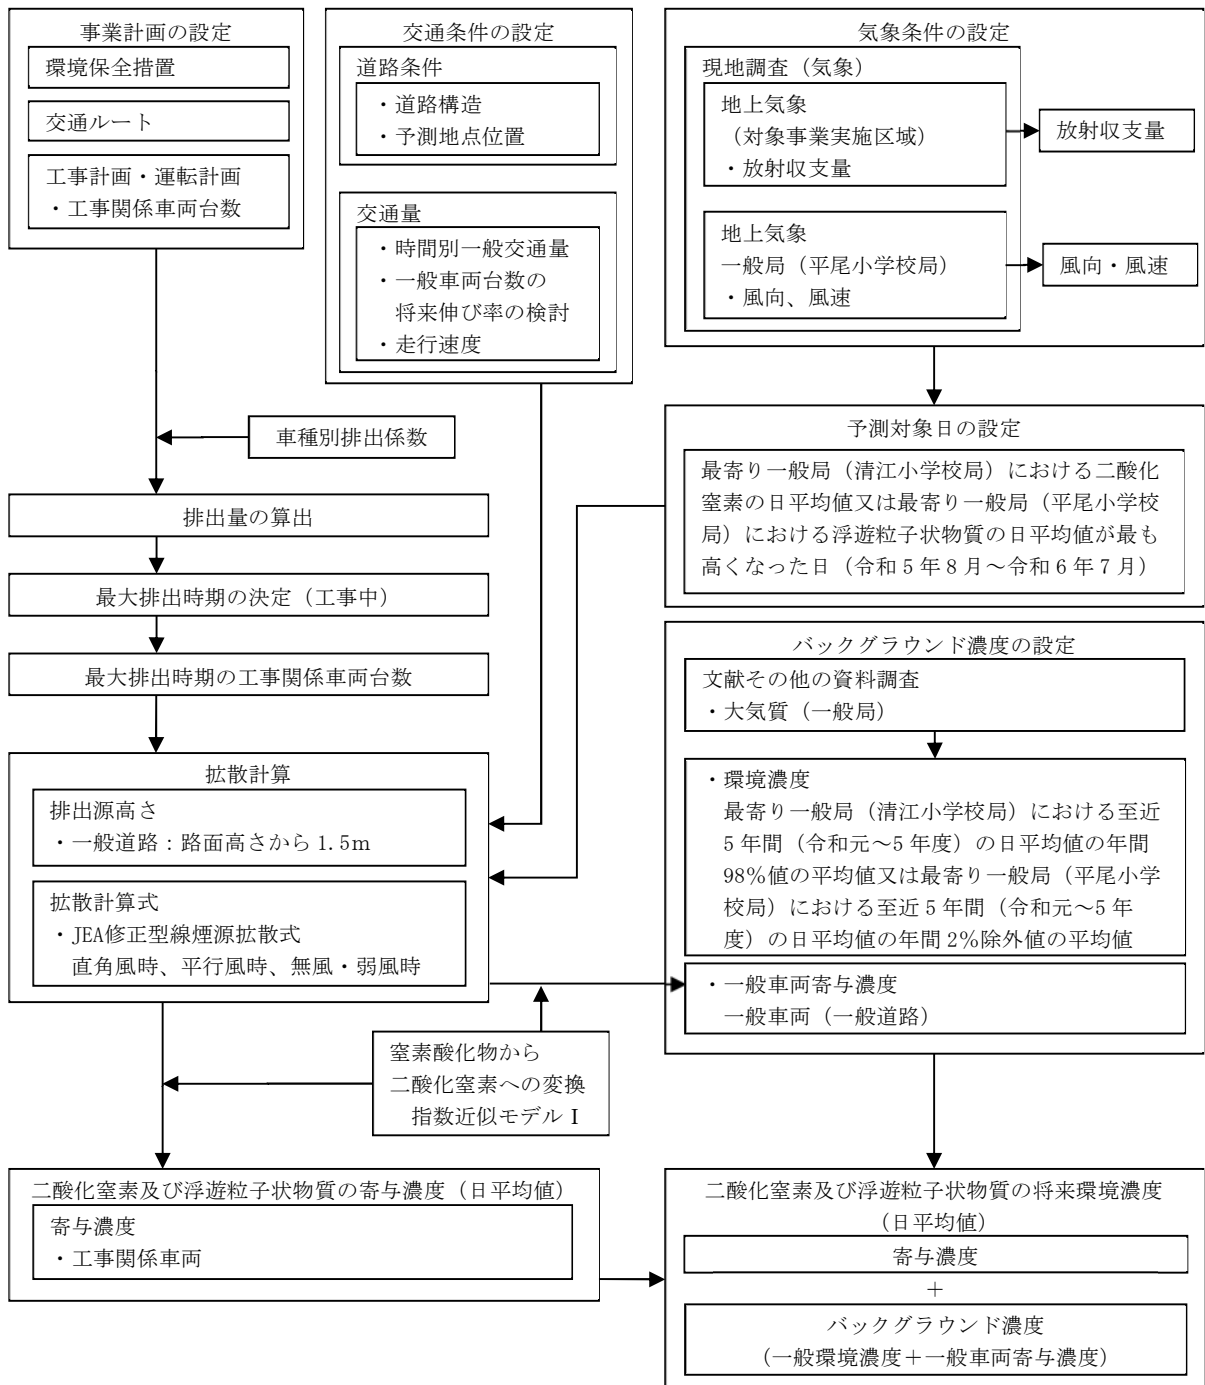 事業計画の設定
環境保全措置
交通ルート
工事計画・運転計画
・工事関係車両台数
交通条件の設定
道路条件
・道路構造
・予測地点位置
交通量
・時間別一般交通量
・一般車両台数の
将来伸び率の検討
・走行速度
気象条件の設定
現地調査（気象）
地上気象
（対象事業実施区域）
・放射収支量
放射収支量
地上気象
一般局（平尾小学校局）
・風向、風速
風向・風速
車種別排出係数
排出量の算出
最大排出時期の決定（工事中）
最大排出時期の工事関係車両台数
予測対象日の設定
最寄り一般局（清江小学校局）における二酸化
窒素の日平均値又は最寄り一般局（平尾小学校
局）における浮遊粒子状物質の日平均値が最も
高くなった日（令和5年8月～令和6年7月）
拡散計算
排出源高さ
・一般道路：路面高さから1.5m
拡散計算式
・JEA修正型線煙源拡散式
直角風時、平行風時、無風・弱風時
バックグラウンド濃度の設定
文献その他の資料調査
・大気質（一般局）
・環境濃度
最寄り一般局（清江小学校局）における至近
5年間（令和元～5年度）の日平均値の年間
98%値の平均値又は最寄り一般局（平尾小学
校局）における至近5年間（令和元～5年
度）の日平均値の年間2%除外値の平均値
・一般車両寄与濃度
一般車両（一般道路）
窒素酸化物から
二酸化窒素への変換
指数近似モデルⅠ
二酸化窒素及び浮遊粒子状物質の寄与濃度（日平均値）
寄与濃度
・工事関係車両
二酸化窒素及び浮遊粒子状物質の将来環境濃度
（日平均値）
寄与濃度
＋
バックグラウンド濃度
（一般環境濃度＋一般車両寄与濃度）